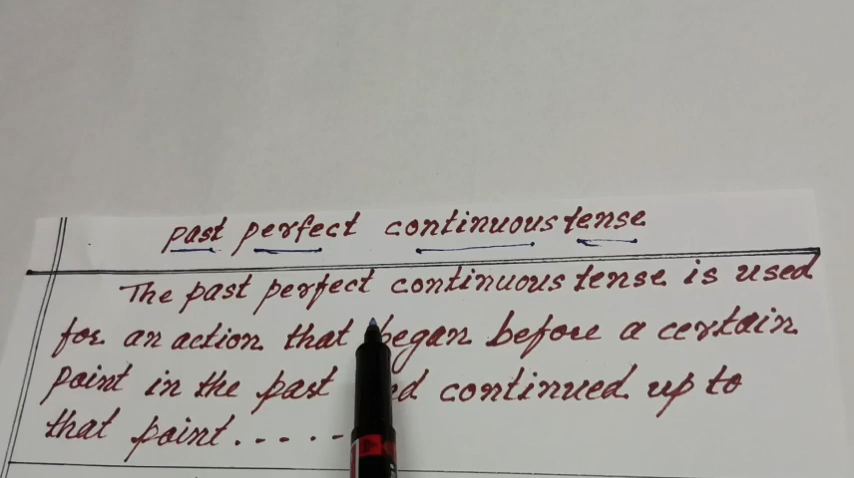 past perfect continuous tense
The past perfect continuous tense is used
for an action that began before a certain
point in the past continued up to
that point......